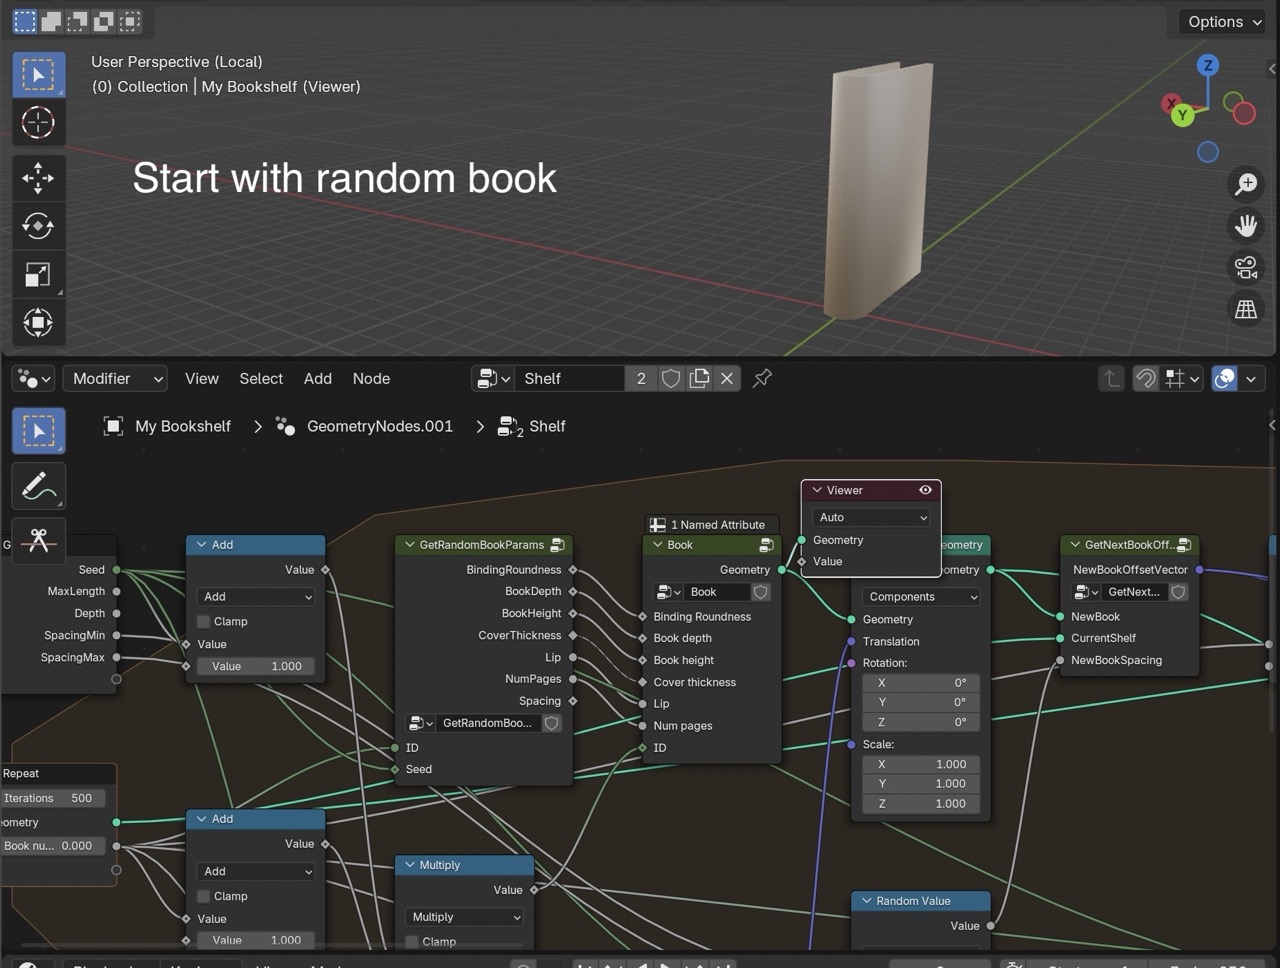 Options
User Perspective (Local)
(0) Collection | My Bookshelf (Viewer)
Z
X
Y
Start with random book
Modifier
View
Select
Add
Node
Shelf
2
My Bookshelf > GeometryNodes.001 > 2 Shelf
Viewer
Auto
Geometry
Value
1 Named Attribute
Seed
MaxLength
Depth
SpacingMin
SpacingMax
Add
Value
Add
Clamp
Value
Value 1.000
GetRandomBookParams
BindingRoundness
BookDepth
BookHeight
CoverThickness
Lip
NumPages
Spacing
GetRandomBoo...
ID
Seed
Book
Geometry
Book
Binding Roundness
Book depth
Book height
Cover thickness
Lip
Num pages
ID
eometry
eometry
Components
Geometry
Translation
Rotation:
X 0°
Y 0°
Z 0°
Scale:
X 1.000
Y 1.000
Z 1.000
GetNextBookOff...
NewBookOffsetVector
GetNext...
NewBook
CurrentShelf
NewBookSpacing
Repeat
Iterations 500
ometry
Book nu... 0.000
Add
Value
Add
Clamp
Value
Value 1.000
Multiply
Value
Multiply
Clamp
Random Value
Value